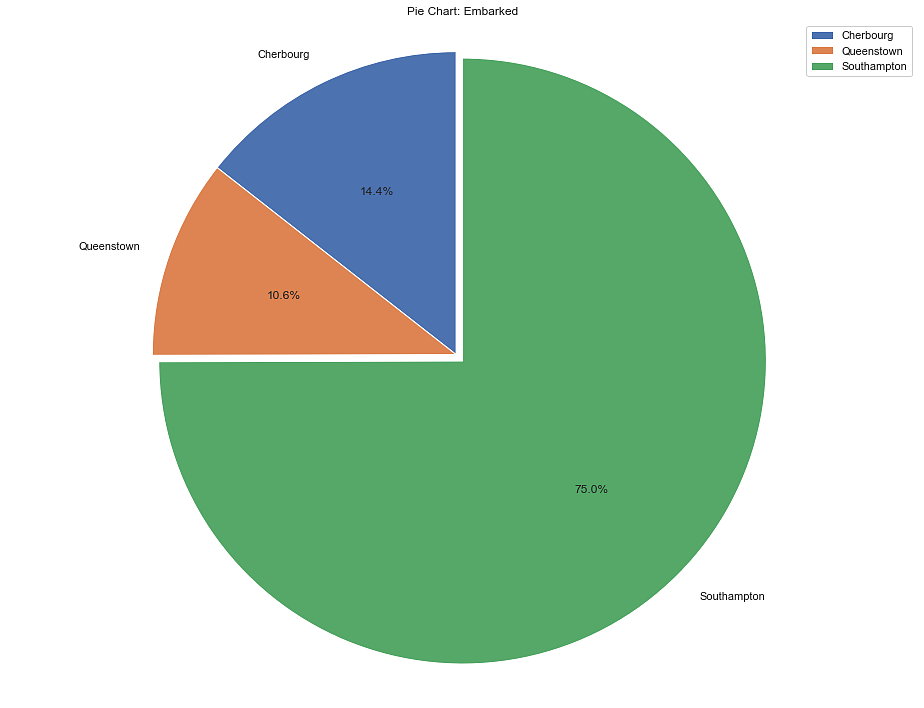 Pie Chart: Embarked
Cherbourg
Queenstown
Southampton
Cherbourg
14.4%
Queenstown
10.6%
75.0%
Southampton